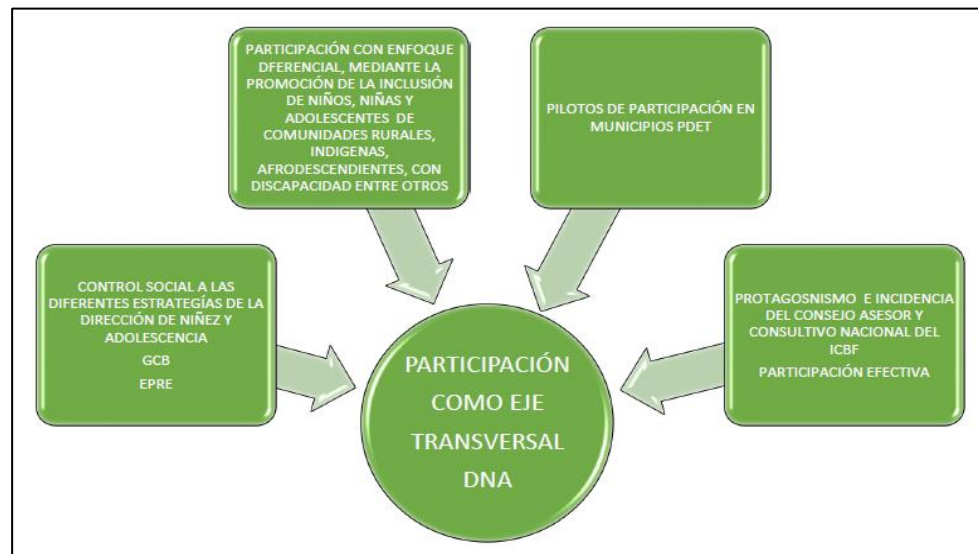 PARTICIPACIÓN CON ENFOQUE
DFERENCIAL, MEDIANTE LA
PROMOCIÓN DE LA INCLUSIÓN
DE NIÑOS, NIÑAS Y
ADOLESCENTES DE
COMUNIDADES RURALES,
INDIGENAS,
AFRODESCENDIENTES, CON
DISCAPACIDAD ENTRE OTROS
PILOTOS DE PARTICIPACIÓN EN
MUNICIPIOS PDET
CONTROL SOCIAL A LAS
DIFERENTES ESTRATEGÍAS DE LA
DIRECCIÓN DE NIÑEZ Y
ADOLESCENCIA
GCB
EPRE
PROTAGOSNISMO E INCIDENCIA
DEL CONSEJO ASESOR Y
CONSULTIVO NACIONAL DEL
ICBF
PARTICIPACIÓN EFECTIVA
PARTICIPACIÓN
COMO EJE
TRANSVERSAL
DNA